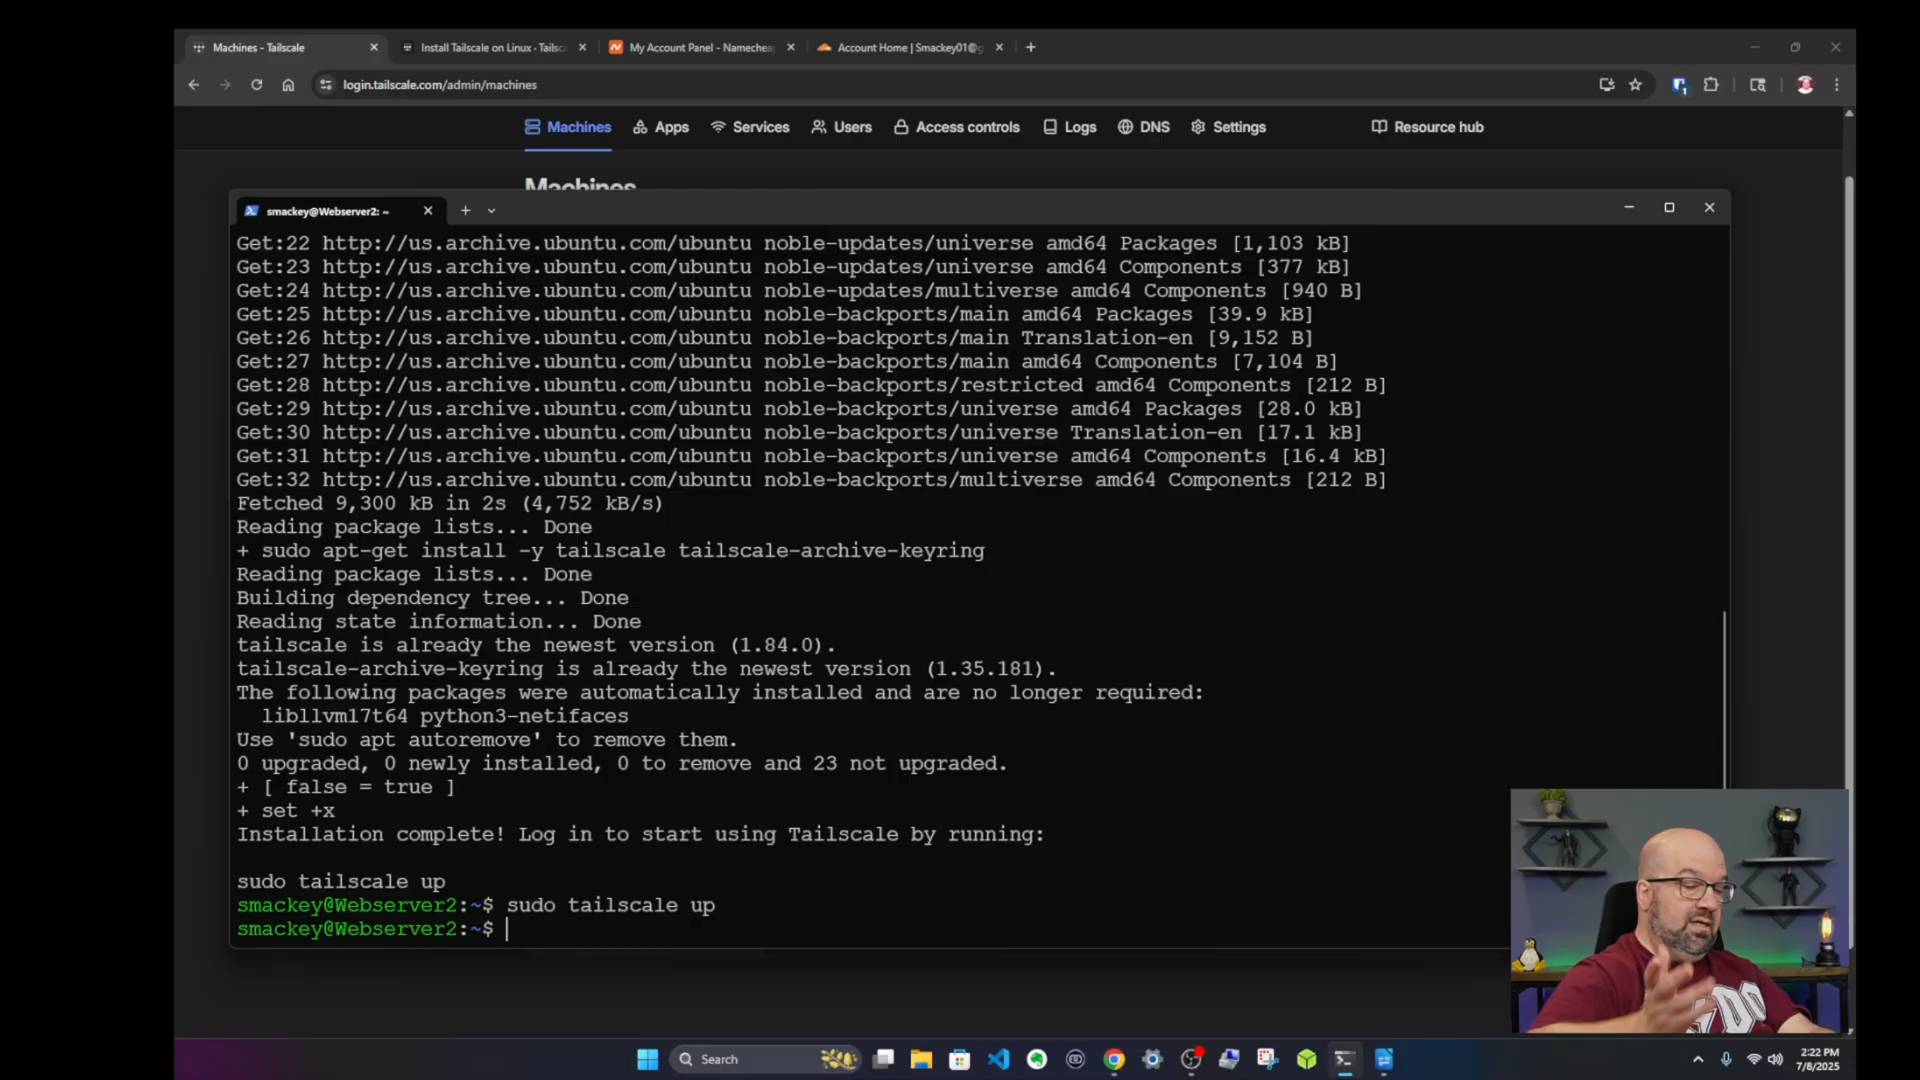 Machines - Tailscale
Install Tailscale on Linux · Tailsc
My Account Panel - Namechea
Account Home | Smackey01@g
login.tailscale.com/admin/machines
Machines
Apps
Services
Users
Access controls
Logs
DNS
Settings
Resource hub
Machines
smackey@Webserver2: ~
Get:22 http://us.archive.ubuntu.com/ubuntu noble-updates/universe amd64 Packages [1,103 kB]
Get:23 http://us.archive.ubuntu.com/ubuntu noble-updates/universe amd64 Components [377 kB]
Get:24 http://us.archive.ubuntu.com/ubuntu noble-updates/multiverse amd64 Components [940 B]
Get:25 http://us.archive.ubuntu.com/ubuntu noble-backports/main amd64 Packages [39.9 kB]
Get:26 http://us.archive.ubuntu.com/ubuntu noble-backports/main Translation-en [9,152 B]
Get:27 http://us.archive.ubuntu.com/ubuntu noble-backports/main amd64 Components [7,104 B]
Get:28 http://us.archive.ubuntu.com/ubuntu noble-backports/restricted amd64 Components [212 B]
Get:29 http://us.archive.ubuntu.com/ubuntu noble-backports/universe amd64 Packages [28.0 kB]
Get:30 http://us.archive.ubuntu.com/ubuntu noble-backports/universe Translation-en [17.1 kB]
Get:31 http://us.archive.ubuntu.com/ubuntu noble-backports/universe amd64 Components [16.4 kB]
Get:32 http://us.archive.ubuntu.com/ubuntu noble-backports/multiverse amd64 Components [212 B]
Fetched 9,300 kB in 2s (4,752 kB/s)
Reading package lists... Done
+ sudo apt-get install -y tailscale tailscale-archive-keyring
Reading package lists... Done
Building dependency tree... Done
Reading state information... Done
tailscale is already the newest version (1.84.0).
tailscale-archive-keyring is already the newest version (1.35.181).
The following packages were automatically installed and are no longer required:
libllvm17t64 python3-netifaces
Use 'sudo apt autoremove' to remove them.
0 upgraded, 0 newly installed, 0 to remove and 23 not upgraded.
+ [ false = true ]
+ set +x
Installation complete! Log in to start using Tailscale by running:
sudo tailscale up
smackey@Webserver2:~$ sudo tailscale up
smackey@Webserver2:~$
Search
2:22 PM
7/8/2025